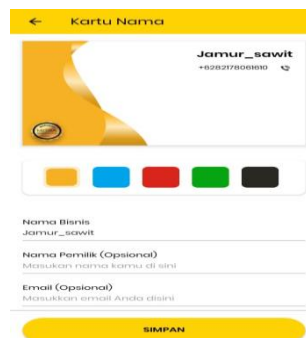 Kartu Nama
Jamur_sawit
+6282178061610
Nama Bisnis
Jamur_sawit
Nama Pemilik (Opsional)
Masukan nama kamu di sini
Email (Opsional)
Masukkan email Anda disini
SIMPAN